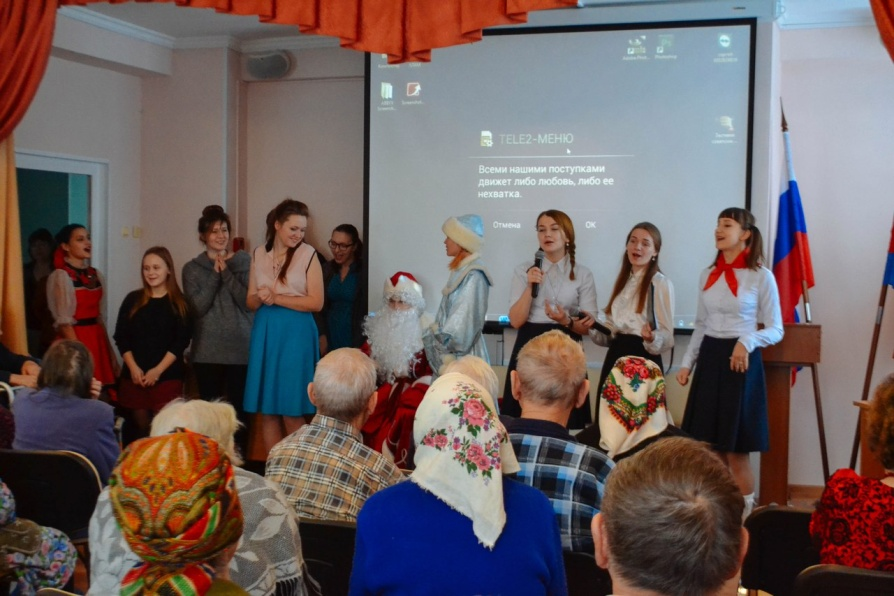 TELE2-МЕНЮ
Всеми нашими поступками
движет либо любовь, либо ее
нехватка.
Отмена OK